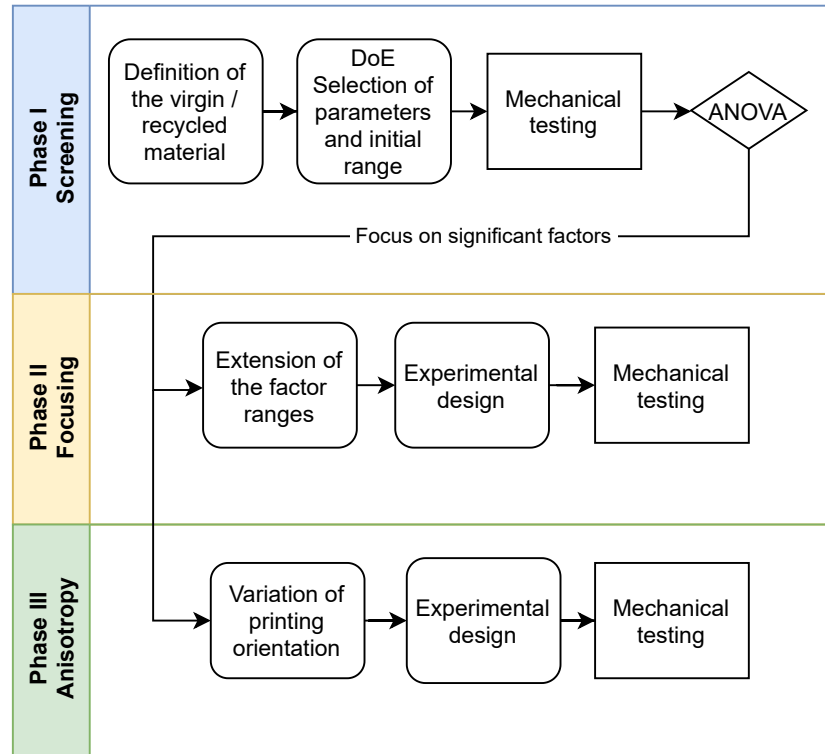 Phase I
Screening
Definition of
the virgin /
recycled
material
DoE
Selection of
parameters
and initial
range
Mechanical
testing
ANOVA
Focus on significant factors
Phase II
Focusing
Extension of
the factor
ranges
Experimental
design
Mechanical
testing
Phase III
Anisotropy
Variation of
printing
orientation
Experimental
design
Mechanical
testing